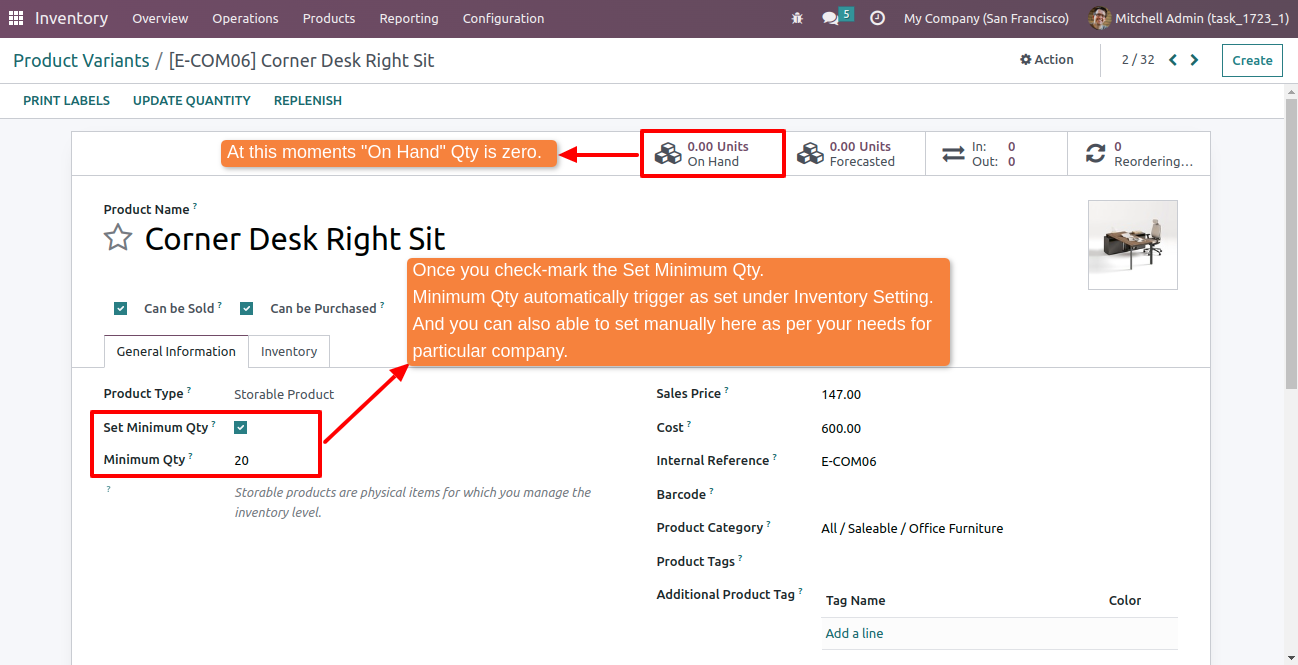 Inventory Overview Operations Products Reporting Configuration 5 My Company (San Francisco) Mitchell Admin (task_1723_1)
Product Variants / [E-COM06] Corner Desk Right Sit Action 2 / 32 Create
PRINT LABELS UPDATE QUANTITY REPLENISH
At this moments "On Hand" Qty is zero.
0.00 Units
On Hand
0.00 Units
Forecasted
In: 0
Out: 0
0
Reordering...
Product Name ?
Corner Desk Right Sit
Once you check-mark the Set Minimum Qty.
Minimum Qty automatically trigger as set under Inventory Setting.
And you can also able to set manually here as per your needs for
particular company.
Can be Sold ? Can be Purchased ?
General Information Inventory
Product Type ? Storable Product
Set Minimum Qty ?
Minimum Qty ? 20
?
Storable products are physical items for which you manage the
inventory level.
Sales Price ? 147.00
Cost ? 600.00
Internal Reference ? E-COM06
Barcode ?
Product Category ? All / Saleable / Office Furniture
Product Tags ?
Additional Product Tag ? Tag Name Color
Add a line